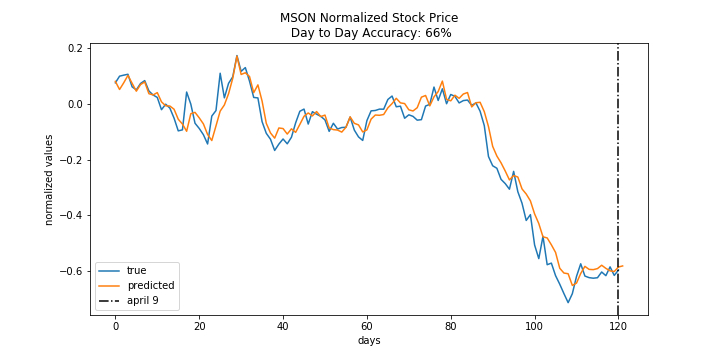 MSON Normalized Stock Price
Day to Day Accuracy: 66%
normalized values
0.2
0.0
−0.2
−0.4
−0.6
true
predicted
april 9
0 20 40 60 80 100 120
days